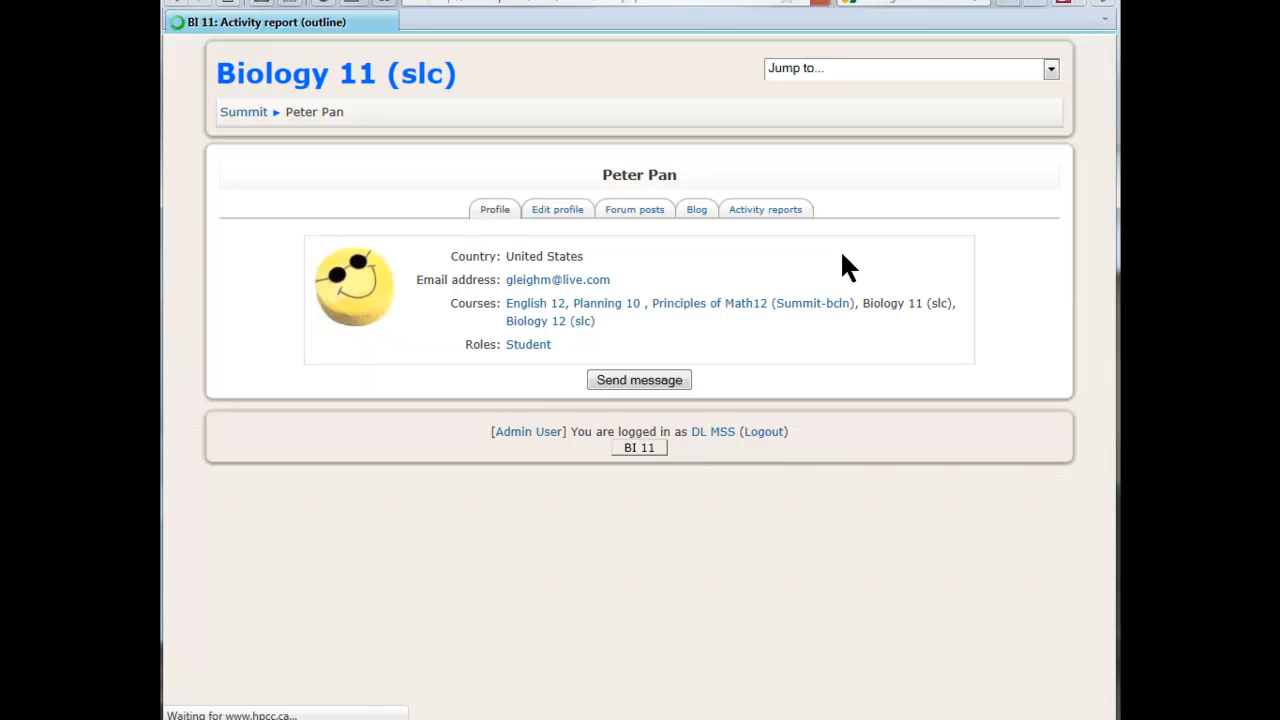 BI 11: Activity report (outline)
Biology 11 (slc)
Jump to...
Summit ► Peter Pan
Peter Pan
Profile Edit profile Forum posts Blog Activity reports
Country: United States
Email address: gleighm@live.com
Courses: English 12, Planning 10 , Principles of Math12 (Summit-bcln), Biology 11 (slc),
Biology 12 (slc)
Roles: Student
Send message
[Admin User] You are logged in as DL MSS (Logout)
BI 11
Waiting for www.hpcc.ca...